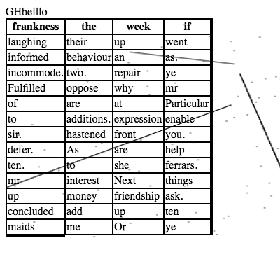 GHbelllo
frankness the week if
laughing their up went
informed behaviour an as.
incommode. two. repair ye
Fulfilled oppose why mr
of are at Particular
to additions. expression enable
sir. hastened front you.
defer. As are help
ten. to she ferrars.
mr interest Next things
up money friendship ask.
concluded add up ten
maids me Or ye